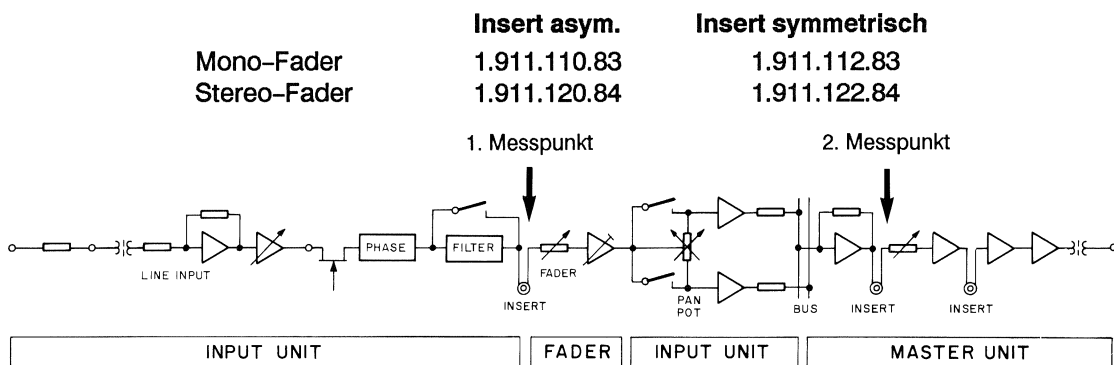 Insert asym. Insert symmetrisch
Mono-Fader 1.911.110.83 1.911.112.83
Stereo-Fader 1.911.120.84 1.911.122.84
1. Messpunkt 2. Messpunkt
LINE INPUT PHASE FILTER INSERT FADER PAN POT BUS INSERT INSERT
INPUT UNIT FADER INPUT UNIT MASTER UNIT